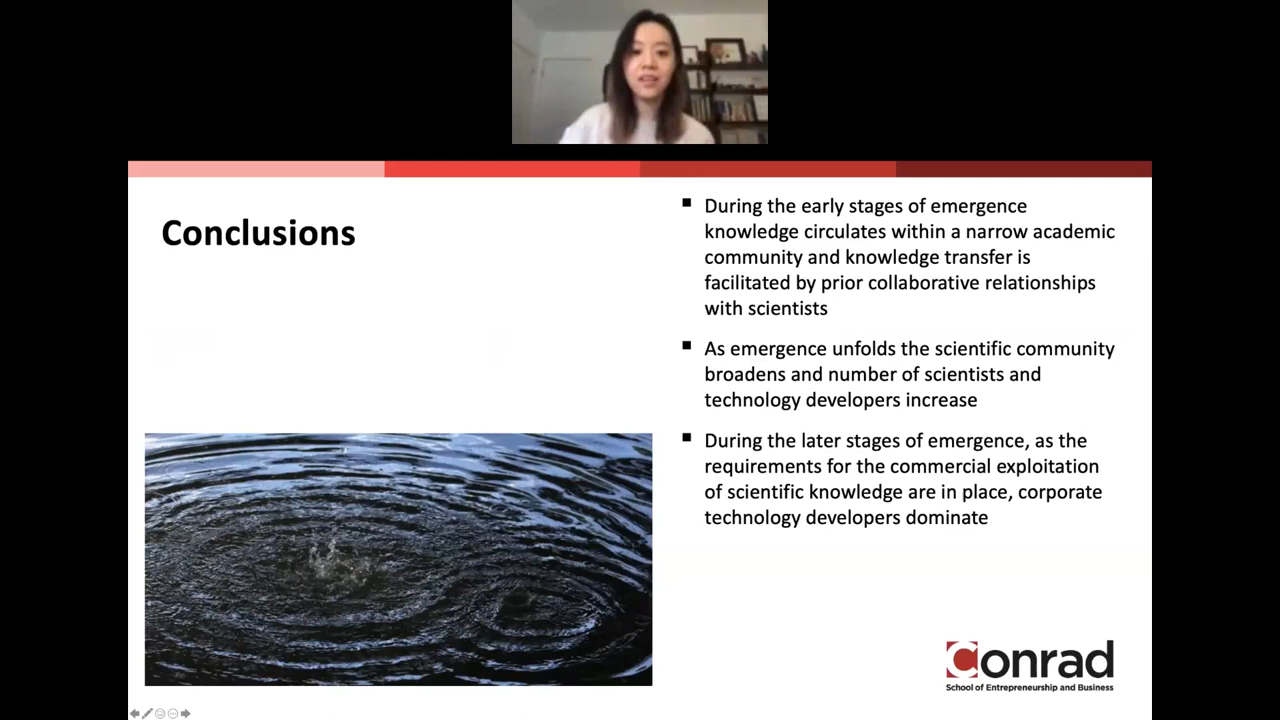 Conclusions
During the early stages of emergence
knowledge circulates within a narrow academic
community and knowledge transfer is
facilitated by prior collaborative relationships
with scientists
As emergence unfolds the scientific community
broadens and number of scientists and
technology developers increase
During the later stages of emergence, as the
requirements for the commercial exploitation
of scientific knowledge are in place, corporate
technology developers dominate
Conrad
School of Entrepreneurship and Business